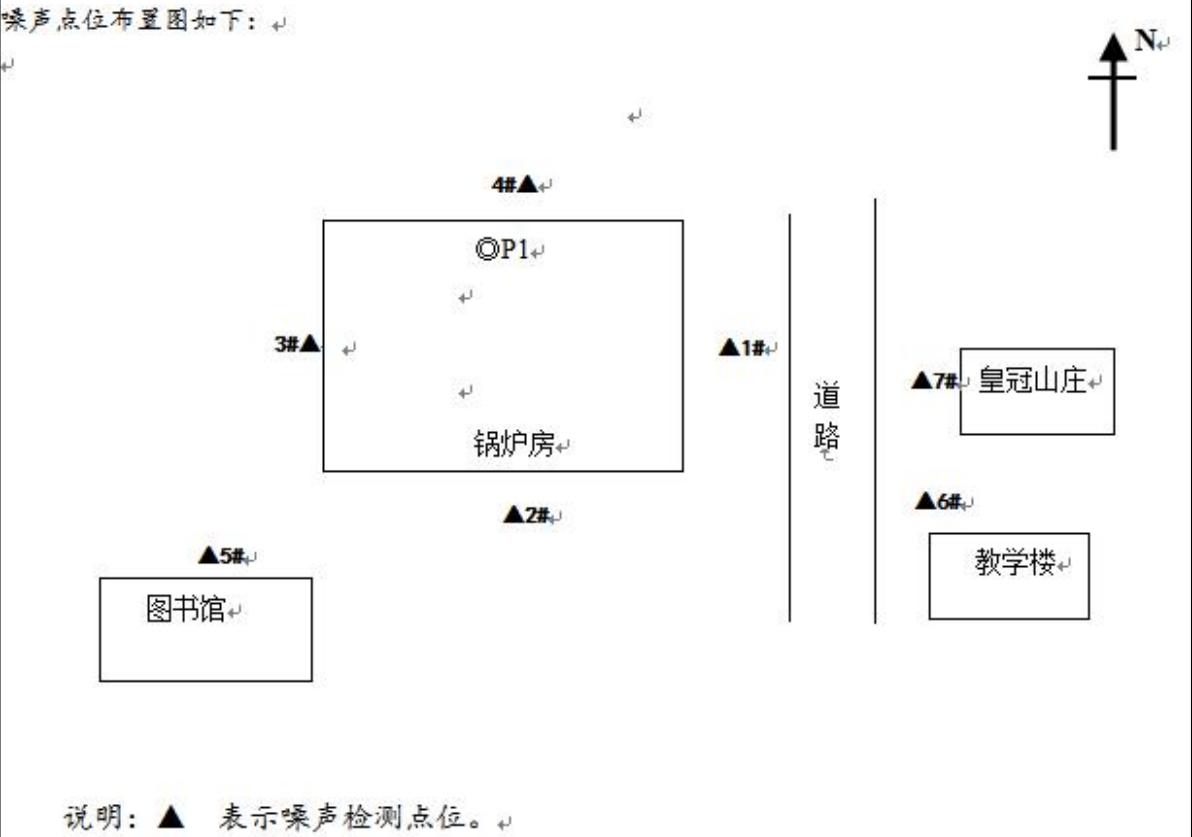 噪声点位布置图如下：
N
4#▲
◎P1
3#▲
▲1#
道
路
▲7#
皇冠山庄
锅炉房
▲2#
▲6#
▲5#
教学楼
图书馆
说明：▲ 表示噪声检测点位。